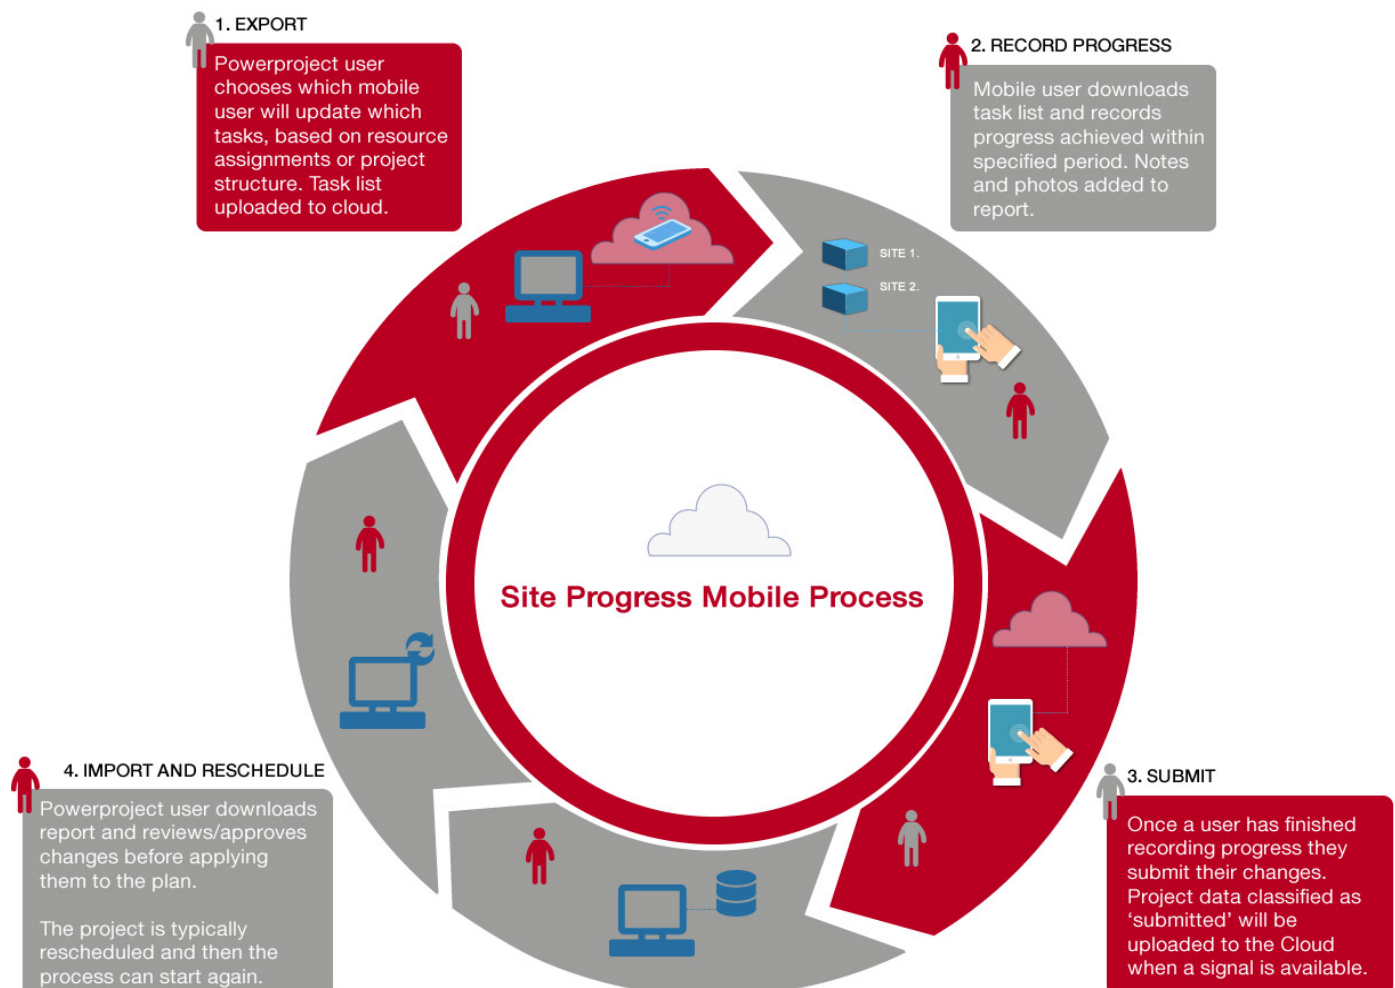 1. EXPORT
Powerproject user
chooses which mobile
user will update which
tasks, based on resource
assignments or project
structure. Task list
uploaded to cloud.
2. RECORD PROGRESS
Mobile user downloads
task list and records
progress achieved within
specified period. Notes
and photos added to
report.
SITE 1.
SITE 2.
Site Progress Mobile Process
3. SUBMIT
Once a user has finished
recording progress they
submit their changes.
Project data classified as
‘submitted’ will be
uploaded to the Cloud
when a signal is available.
4. IMPORT AND RESCHEDULE
Powerproject user downloads
report and reviews/approves
changes before applying
them to the plan.
The project is typically
rescheduled and then the
process can start again.